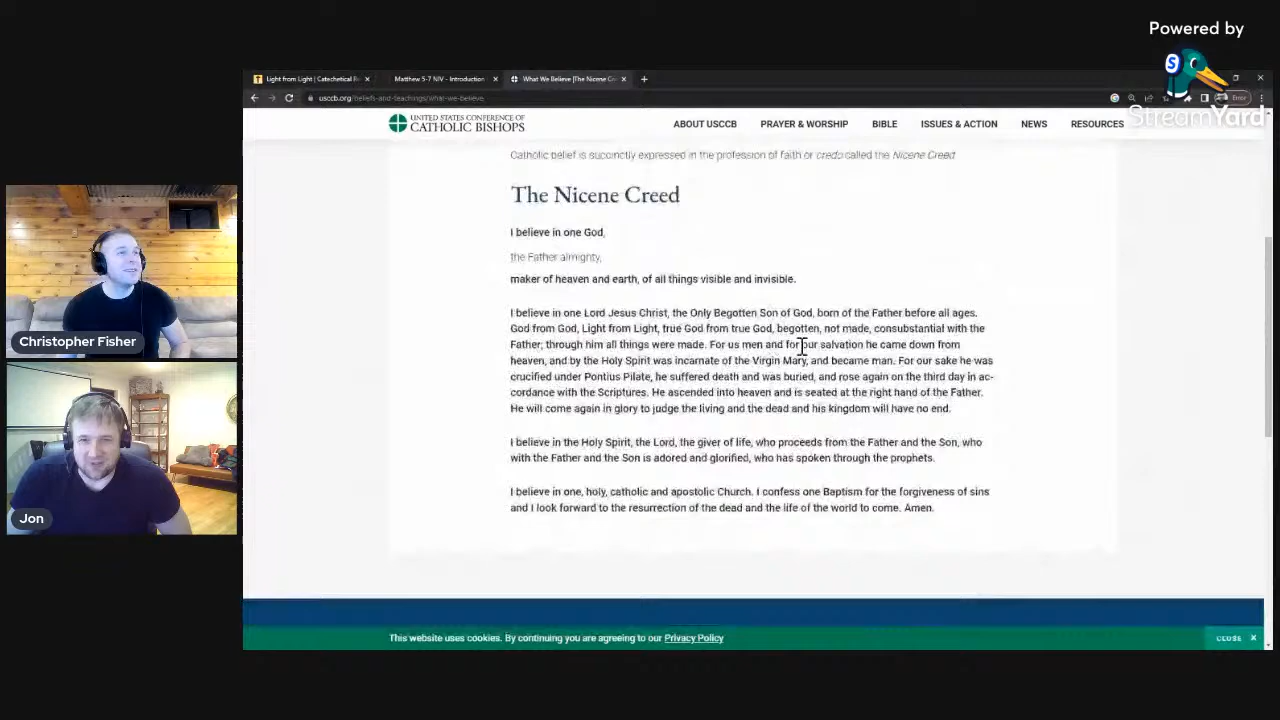 Powered by
S
StreamYard
Light from Light | Catechetical Re
Matthew 5-7 NIV - Introduction
What We Believe |The Nicene Cr
usccb.org/beliefs-and-teachings/what-we-believe
Error
UNITED STATES CONFERENCE OF
CATHOLIC BISHOPS
ABOUT USCCB
PRAYER & WORSHIP
BIBLE
ISSUES & ACTION
NEWS
RESOURCES
Catholic belief is succinctly expressed in the profession of faith or credo called the Nicene Creed
The Nicene Creed
I believe in one God,
the Father almighty,
maker of heaven and earth, of all things visible and invisible.
I believe in one Lord Jesus Christ, the Only Begotten Son of God, born of the Father before all ages.
God from God, Light from Light, true God from true God, begotten, not made, consubstantial with the
Father; through him all things were made. For us men and for our salvation he came down from
heaven, and by the Holy Spirit was incarnate of the Virgin Mary, and became man. For our sake he was
crucified under Pontius Pilate, he suffered death and was buried, and rose again on the third day in ac-
cordance with the Scriptures. He ascended into heaven and is seated at the right hand of the Father.
He will come again in glory to judge the living and the dead and his kingdom will have no end.
I believe in the Holy Spirit, the Lord, the giver of life, who proceeds from the Father and the Son, who
with the Father and the Son is adored and glorified, who has spoken through the prophets.
I believe in one, holy, catholic and apostolic Church. I confess one Baptism for the forgiveness of sins
and I look forward to the resurrection of the dead and the life of the world to come. Amen.
This website uses cookies. By continuing you are agreeing to our Privacy Policy
CLOSE X
Christopher Fisher
Jon